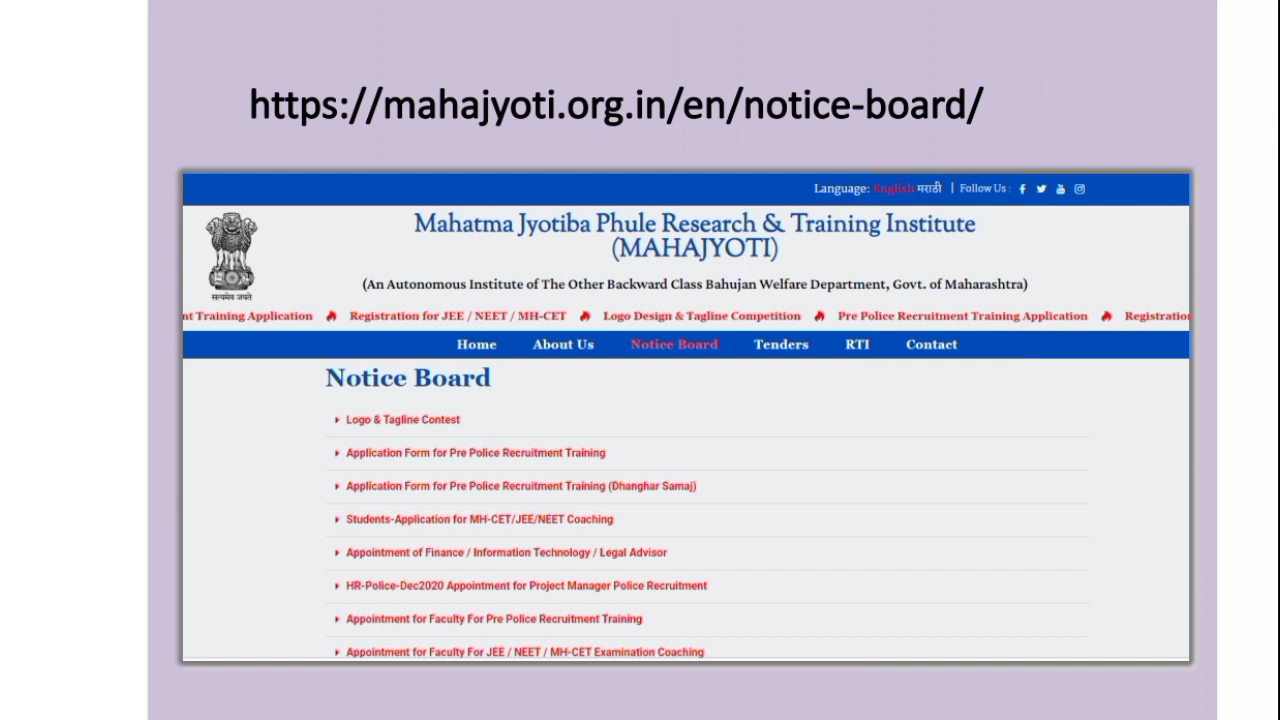 https://mahajyoti.org.in/en/notice-board/
Language: English मराठी | Follow Us :
Mahatma Jyotiba Phule Research & Training Institute
(MAHAJYOTI)
(An Autonomous Institute of The Other Backward Class Bahujan Welfare Department, Govt. of Maharashtra)
सत्यमेव जयते
nt Training Application Registration for JEE / NEET / MH-CET Logo Design & Tagline Competition Pre Police Recruitment Training Application Registration
Home About Us Notice Board Tenders RTI Contact
Notice Board
Logo & Tagline Contest
Application Form for Pre Police Recruitment Training
Application Form for Pre Police Recruitment Training (Dhanghar Samaj)
Students-Application for MH-CET/JEE/NEET Coaching
Appointment of Finance / Information Technology / Legal Advisor
HR-Police-Dec2020 Appointment for Project Manager Police Recruitment
Appointment for Faculty For Pre Police Recruitment Training
Appointment for Faculty For JEE / NEET / MH-CET Examination Coaching